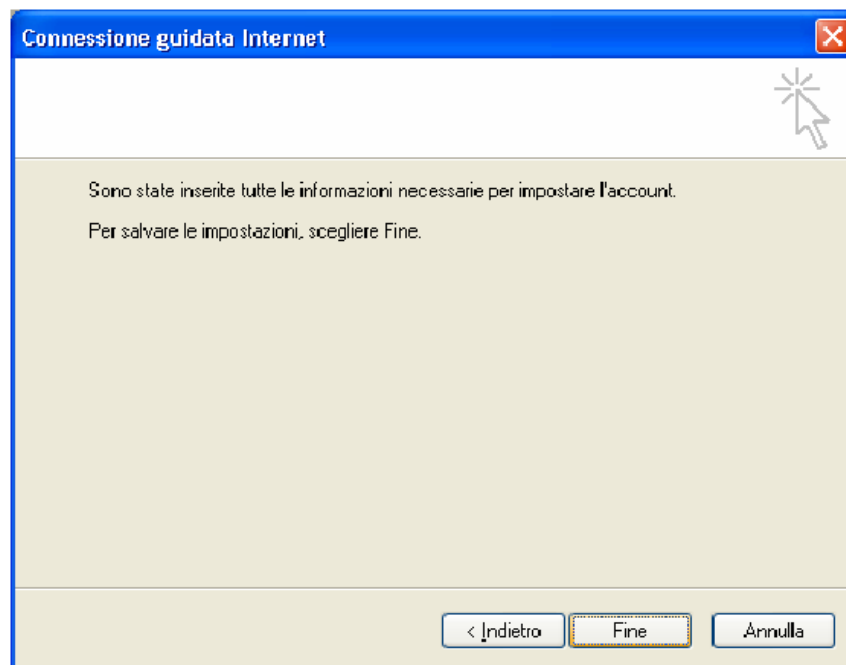 Connessione guidata Internet
Sono state inserite tutte le informazioni necessarie per impostare l'account.
Per salvare le impostazioni, scegliere Fine.
< Indietro
Fine
Annulla